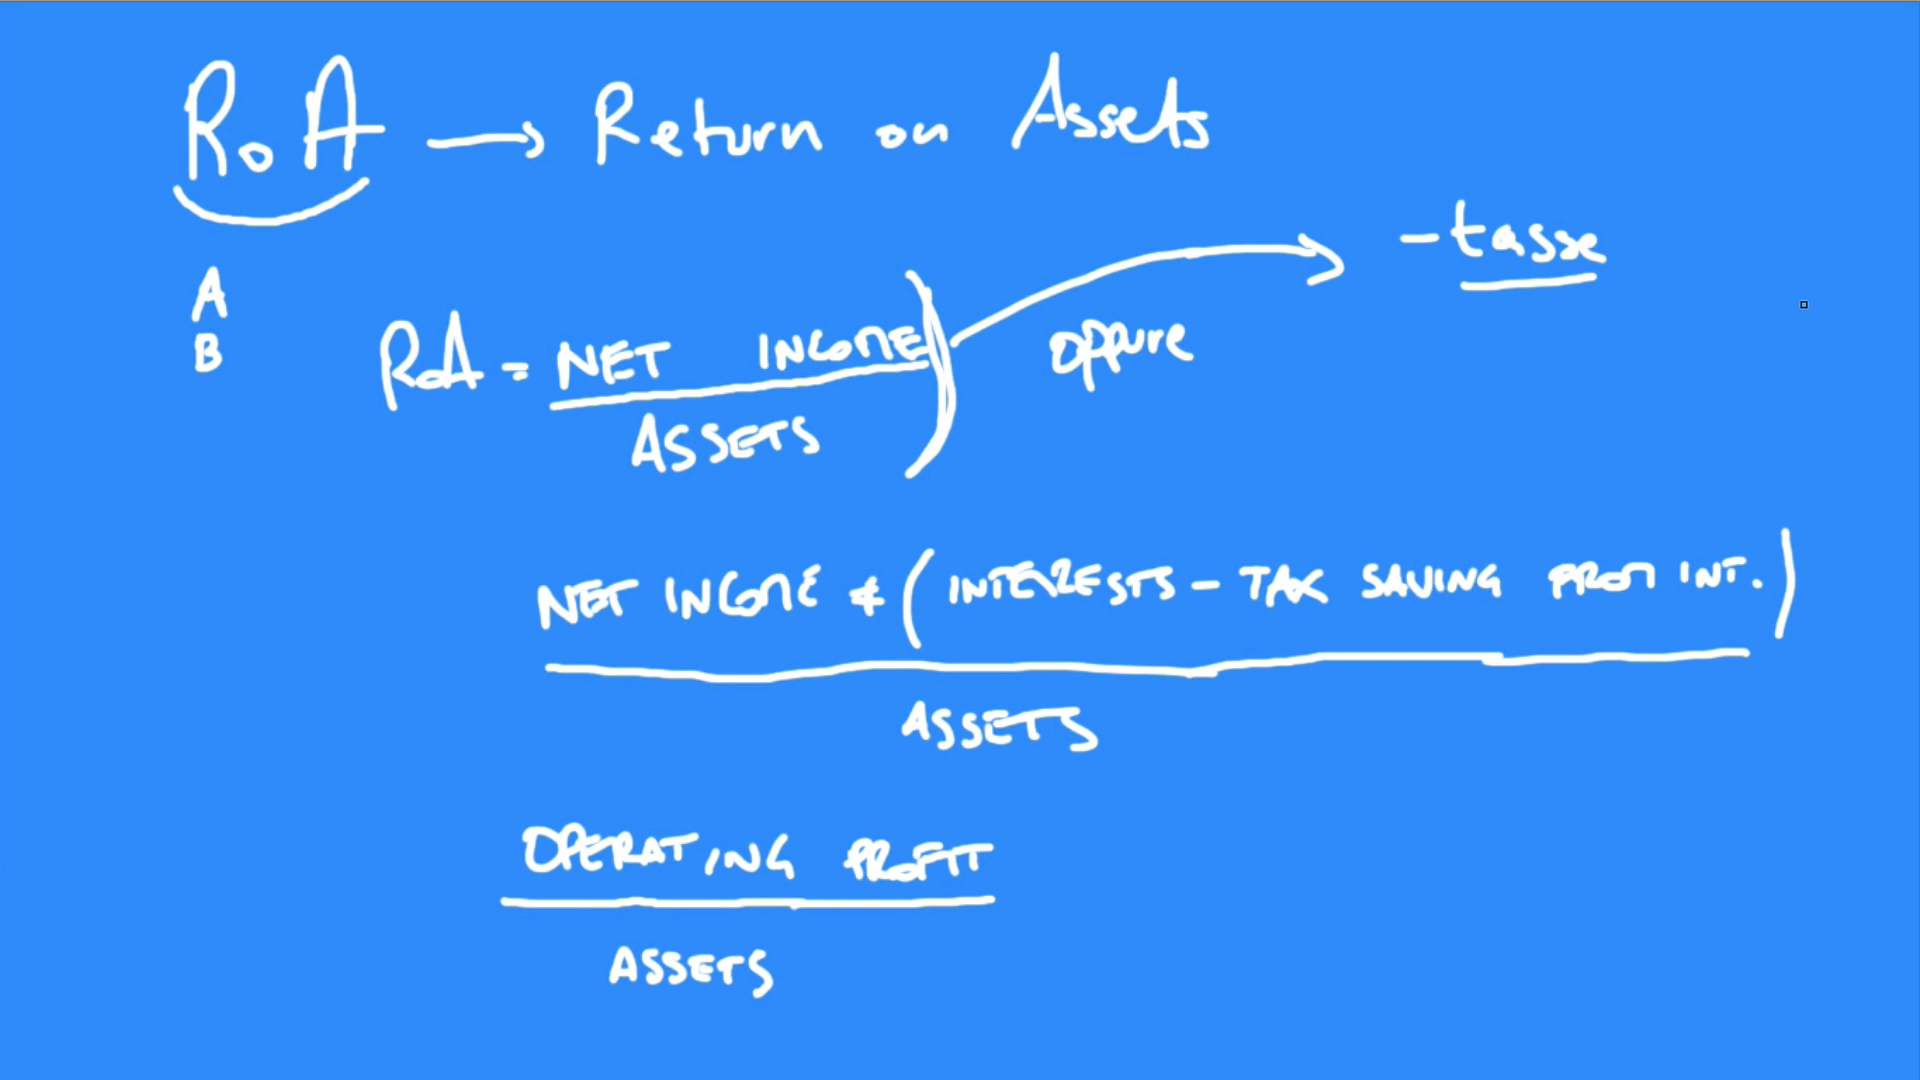 RoA → Return on Assets
- tasse
A
B
RoA = NET INCOME
oppure
ASSETS
NET INCOME + (INTERESTS - TAX SAVING FROM INT.)
ASSETS
OPERATING PROFIT
ASSETS